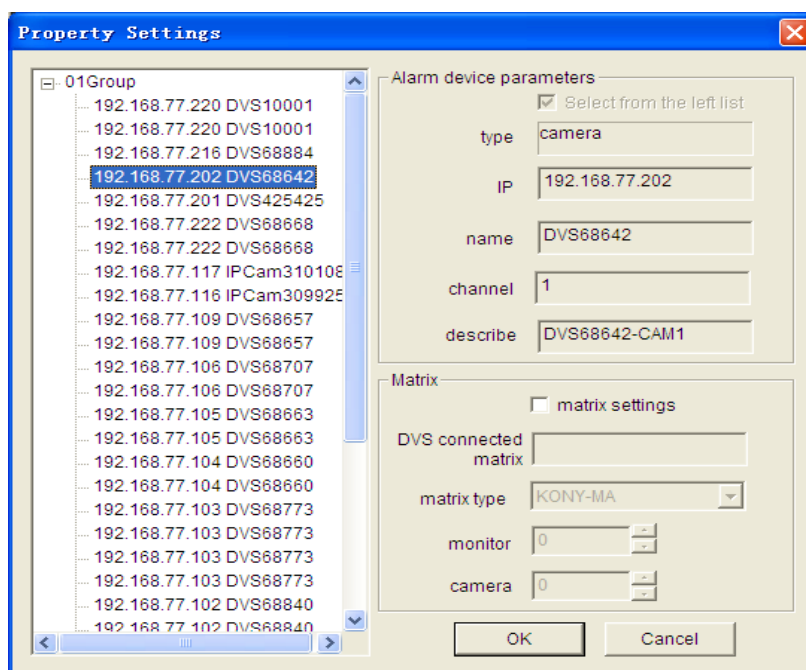 Property Settings
01Group
192.168.77.220 DVS10001
192.168.77.220 DVS10001
192.168.77.216 DVS68884
192.168.77.202 DVS68642
192.168.77.201 DVS425425
192.168.77.222 DVS68668
192.168.77.222 DVS68668
192.168.77.117 IPCam310108
192.168.77.116 IPCam309925
192.168.77.109 DVS68657
192.168.77.109 DVS68657
192.168.77.106 DVS68707
192.168.77.106 DVS68707
192.168.77.105 DVS68663
192.168.77.105 DVS68663
192.168.77.104 DVS68660
192.168.77.104 DVS68660
192.168.77.103 DVS68773
192.168.77.103 DVS68773
192.168.77.103 DVS68773
192.168.77.103 DVS68773
192.168.77.102 DVS68840
192.168.77.102 DVS68840
Alarm device parameters
Select from the left list
type camera
IP 192.168.77.202
name DVS68642
channel 1
describe DVS68642-CAM1
Matrix
matrix settings
DVS connected
matrix
matrix type KONY-MA
monitor 0
camera 0
OK Cancel